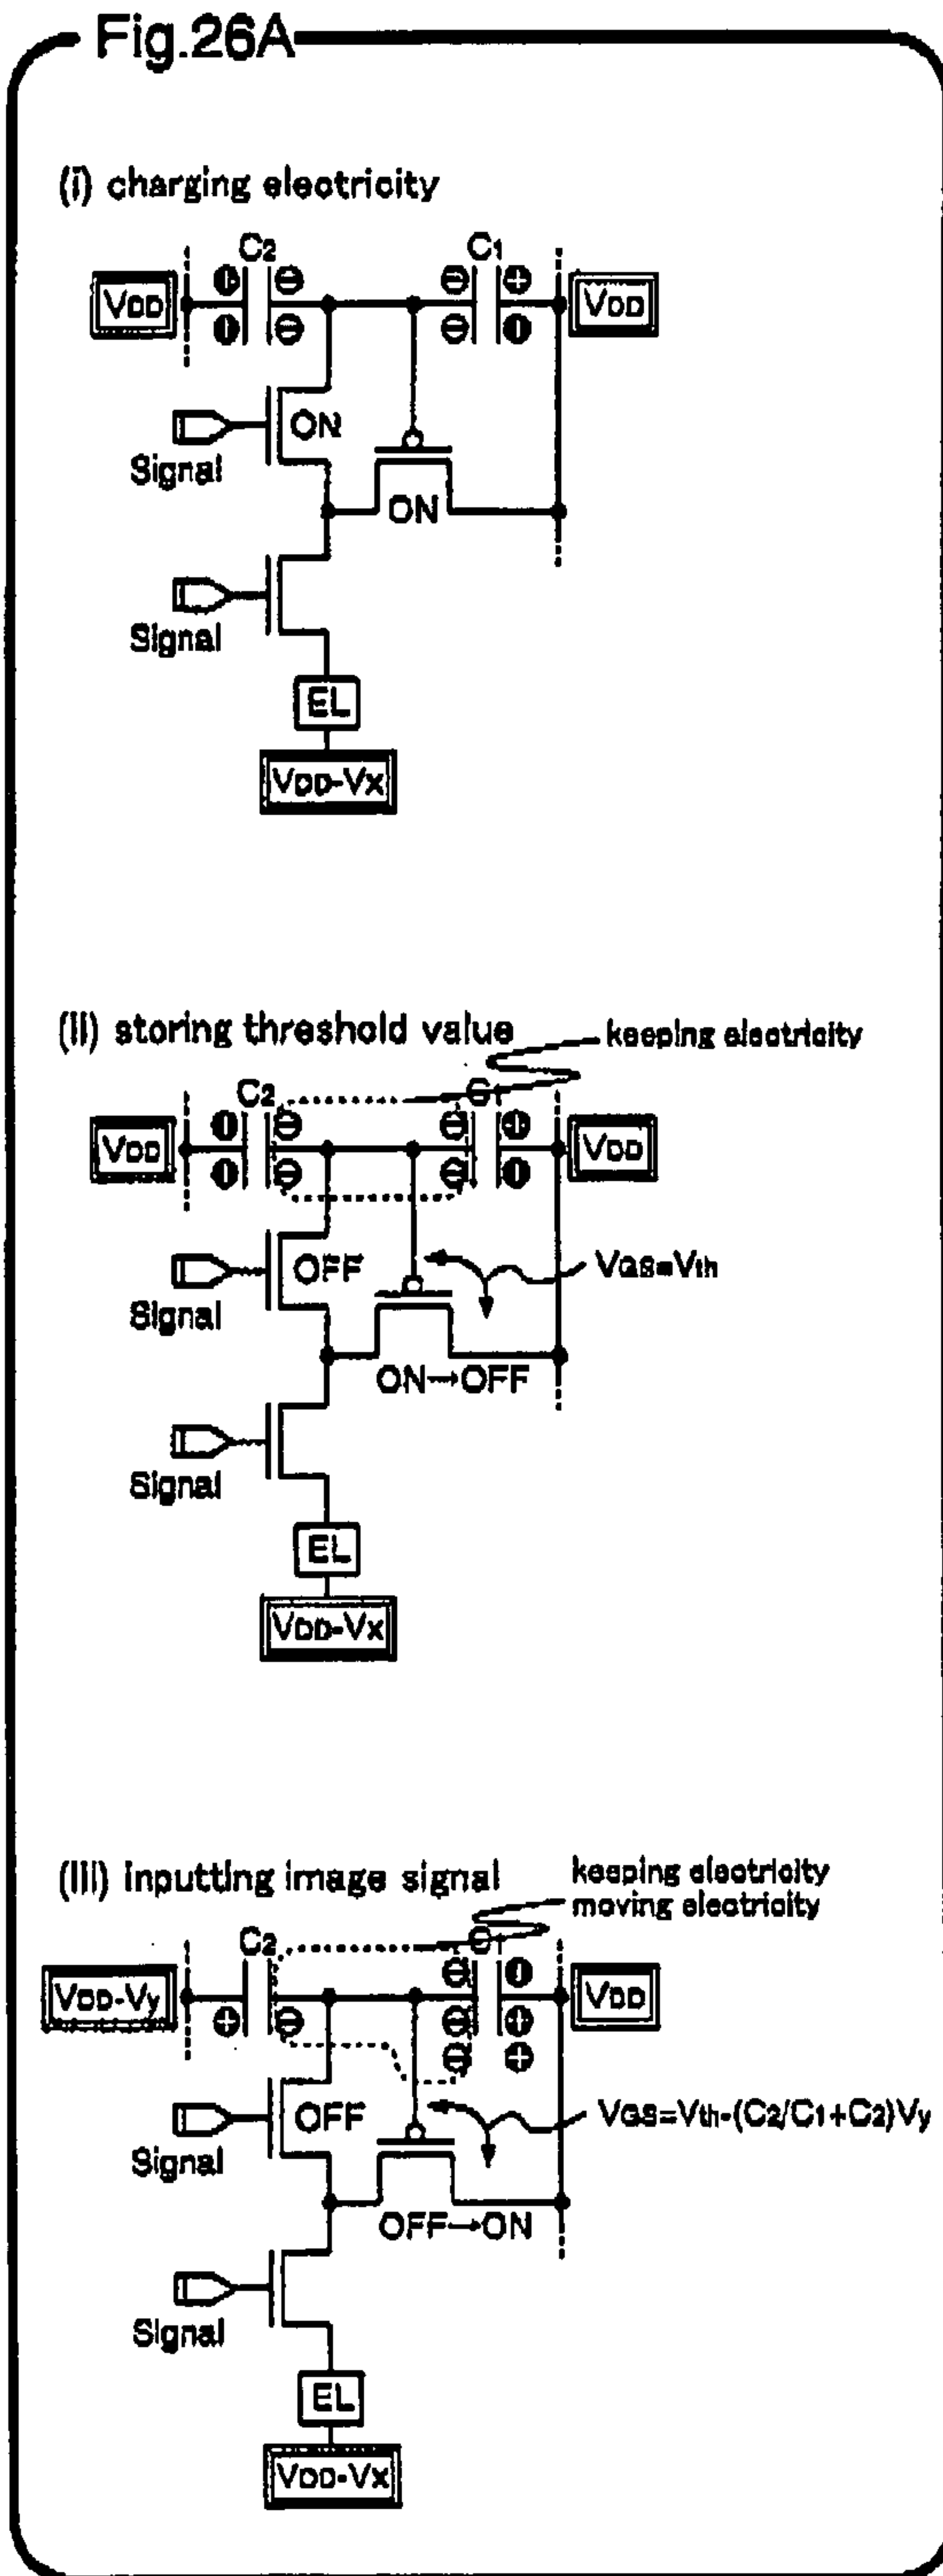 Fig.26A
(i) charging electricity
C2
C1
VDD
VDD
ON
Signal
ON
Signal
EL
VDD-Vx
(ii) storing threshold value
keeping electricity
C2
VDD
VDD
OFF
VGS=Vth
Signal
ON→OFF
Signal
EL
VDD-Vx
(iii) Inputting image signal
keeping electricity
moving electricity
C2
VDD-Vy
VDD
OFF
VGS=Vth-(C2/C1+C2)Vy
Signal
OFF→ON
Signal
EL
VDD-Vx